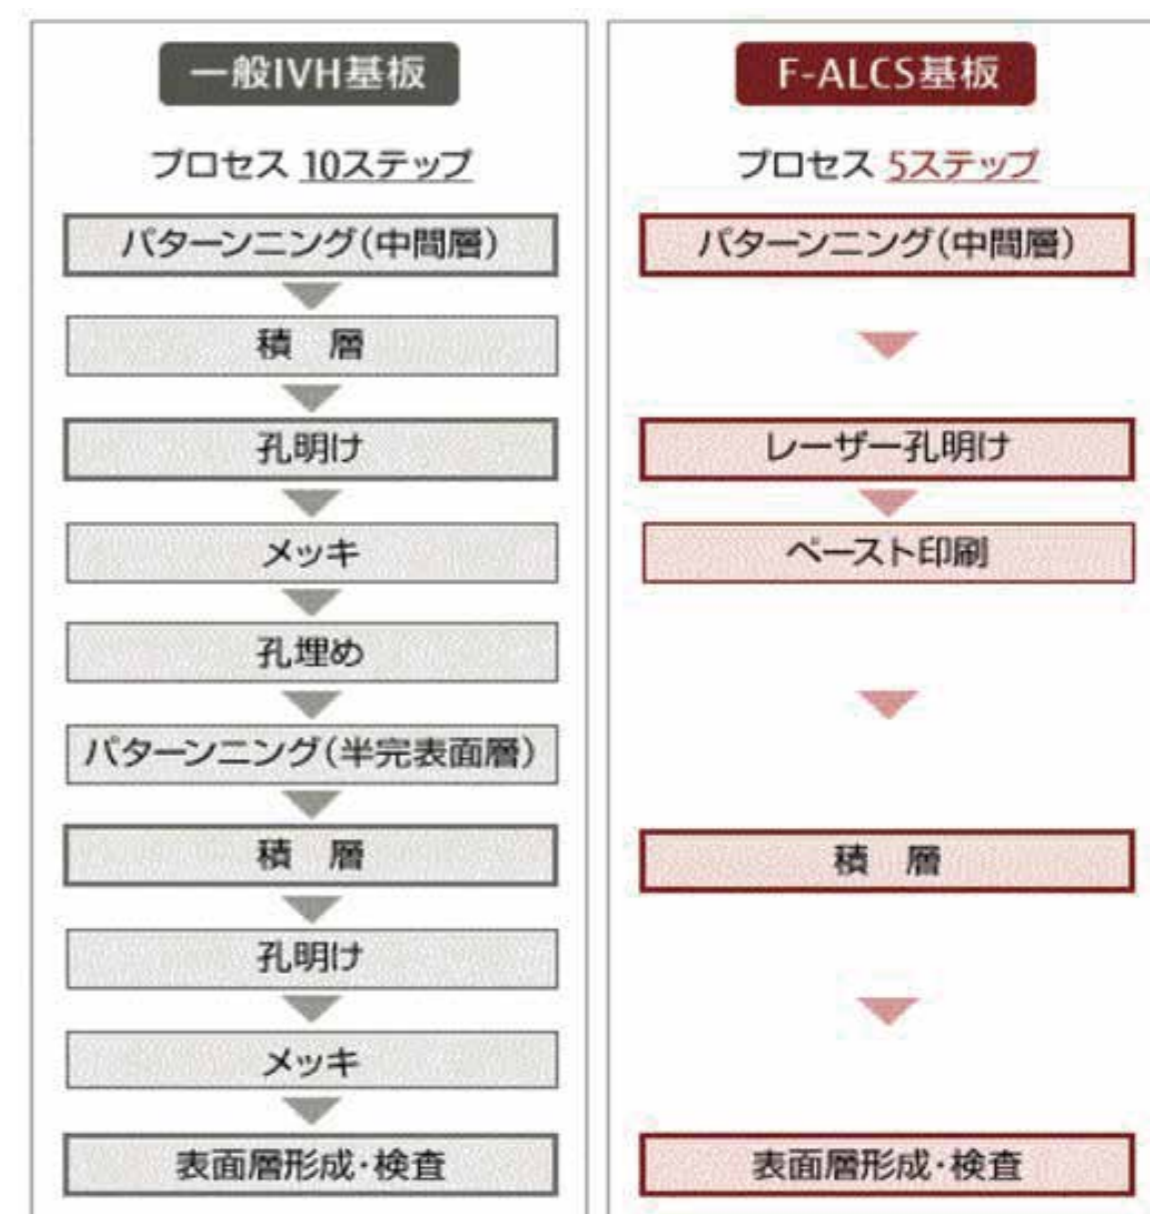 一般IVH基板
プロセス 10ステップ
パターンニング(中間層)
積　層
孔明け
メッキ
孔埋め
パターンニング(半完表面層)
積　層
孔明け
メッキ
表面層形成・検査
F-ALCS基板
プロセス 5ステップ
パターンニング(中間層)
レーザー孔明け
ペースト印刷
積　層
表面層形成・検査